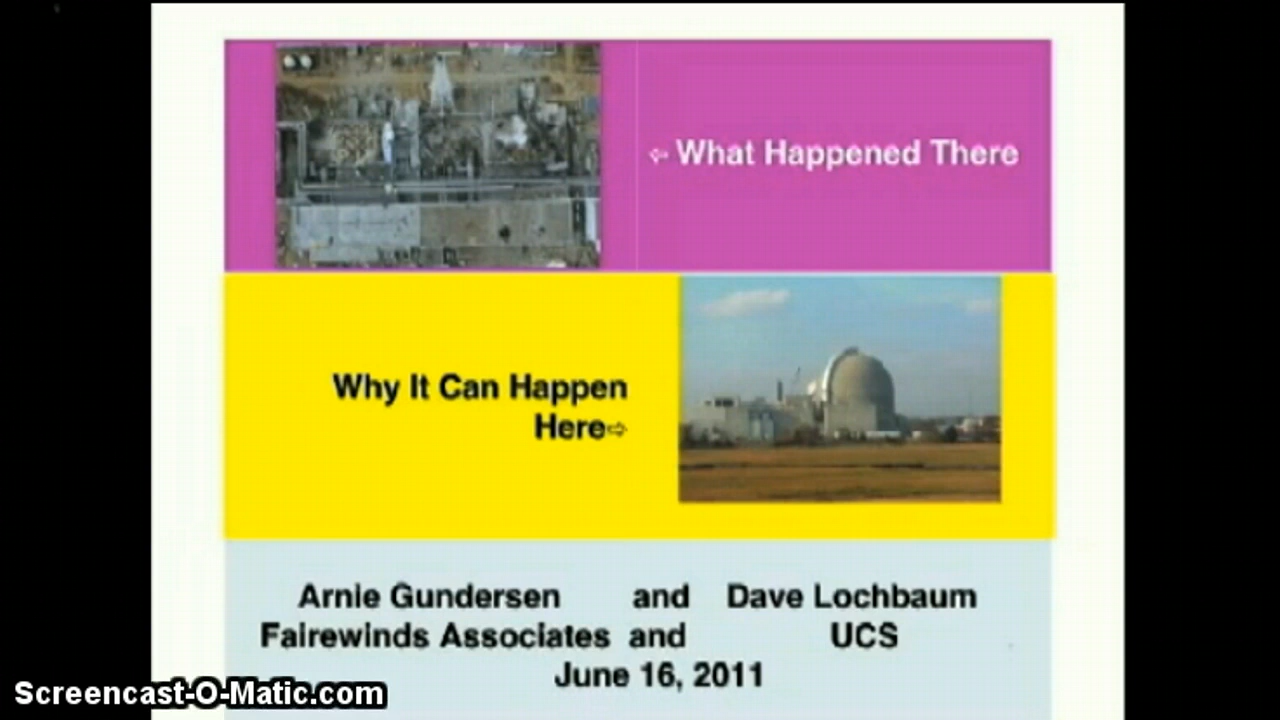 ⇦ What Happened There
Why It Can Happen
Here⇨
Arnie Gundersen and Dave Lochbaum
Fairewinds Associates and UCS
June 16, 2011
Screencast-O-Matic.com